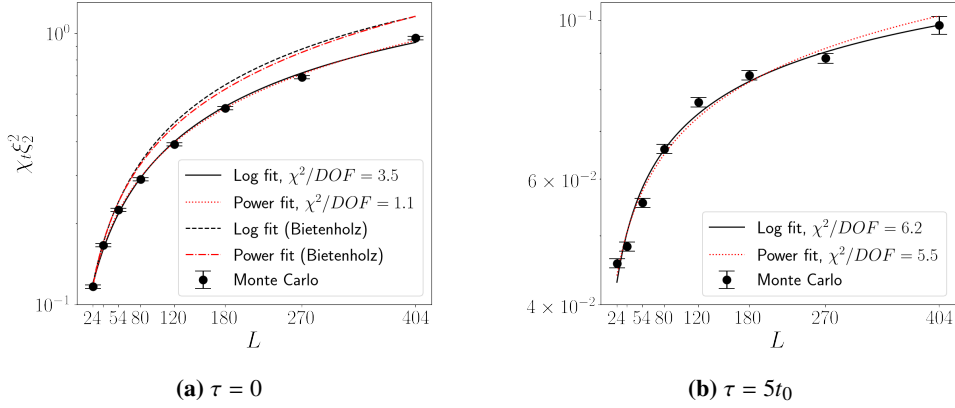 10⁰
10⁻¹
χₜξ₂²
Log fit, χ²/DOF = 3.5
Power fit, χ²/DOF = 1.1
Log fit (Bietenholz)
Power fit (Bietenholz)
Monte Carlo
24 54 80 120 180 270 404
L
(a) τ = 0
10⁻¹
6 × 10⁻²
4 × 10⁻²
Log fit, χ²/DOF = 6.2
Power fit, χ²/DOF = 5.5
Monte Carlo
24 54 80 120 180 270 404
L
(b) τ = 5t₀